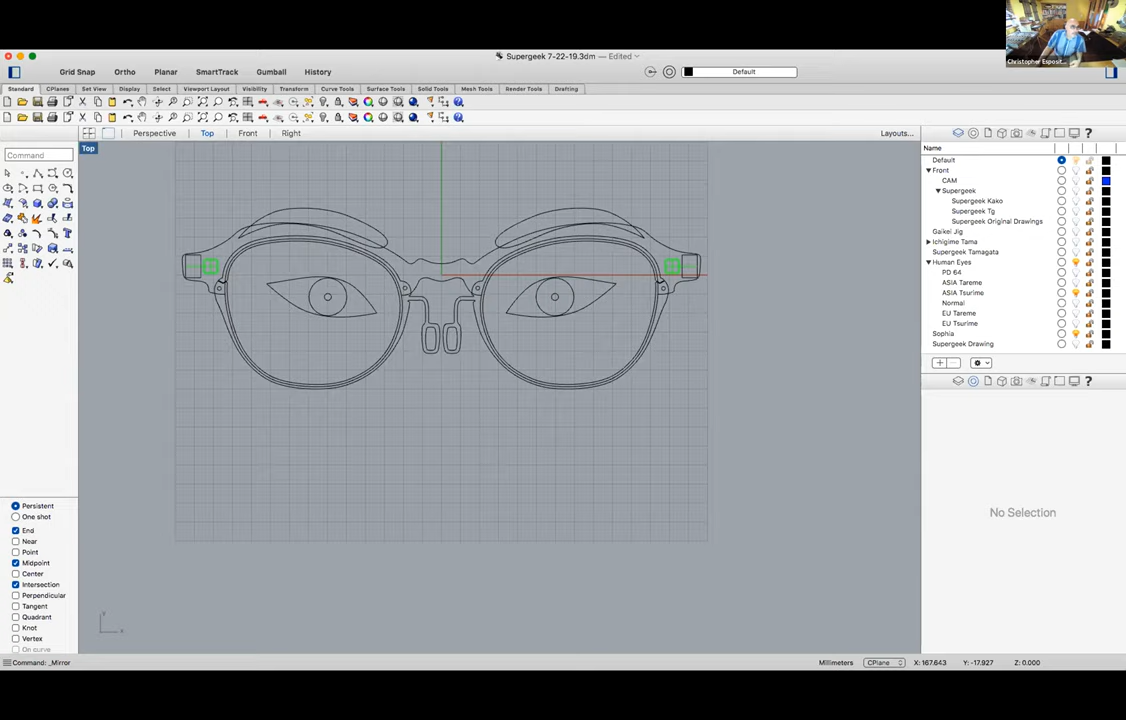 Christopher Esposit...
Supergeek 7-22-19.3dm — Edited
Grid Snap Ortho Planar SmartTrack Gumball History Default
Standard CPlanes Set View Display Select Viewport Layout Visibility Transform Curve Tools Surface Tools Solid Tools Mesh Tools Render Tools Drafting
Perspective Top Front Right Layouts...
Top
Command
Name
Default
Front
CAM
Supergeek
Supergeek Kako
Supergeek Tg
Supergeek Original Drawings
Gaikei Jig
Ichigime Tama
Supergeek Tamagata
Human Eyes
PD 64
ASIA Tareme
ASIA Tsurime
Normal
EU Tareme
EU Tsurime
Sophia
Supergeek Drawing
No Selection
Persistent
One shot
End
Near
Point
Midpoint
Center
Intersection
Perpendicular
Tangent
Quadrant
Knot
Vertex
On curve
y
x
Command: _Mirror
Millimeters CPlane X: 167.643 Y: -17.927 Z: 0.000